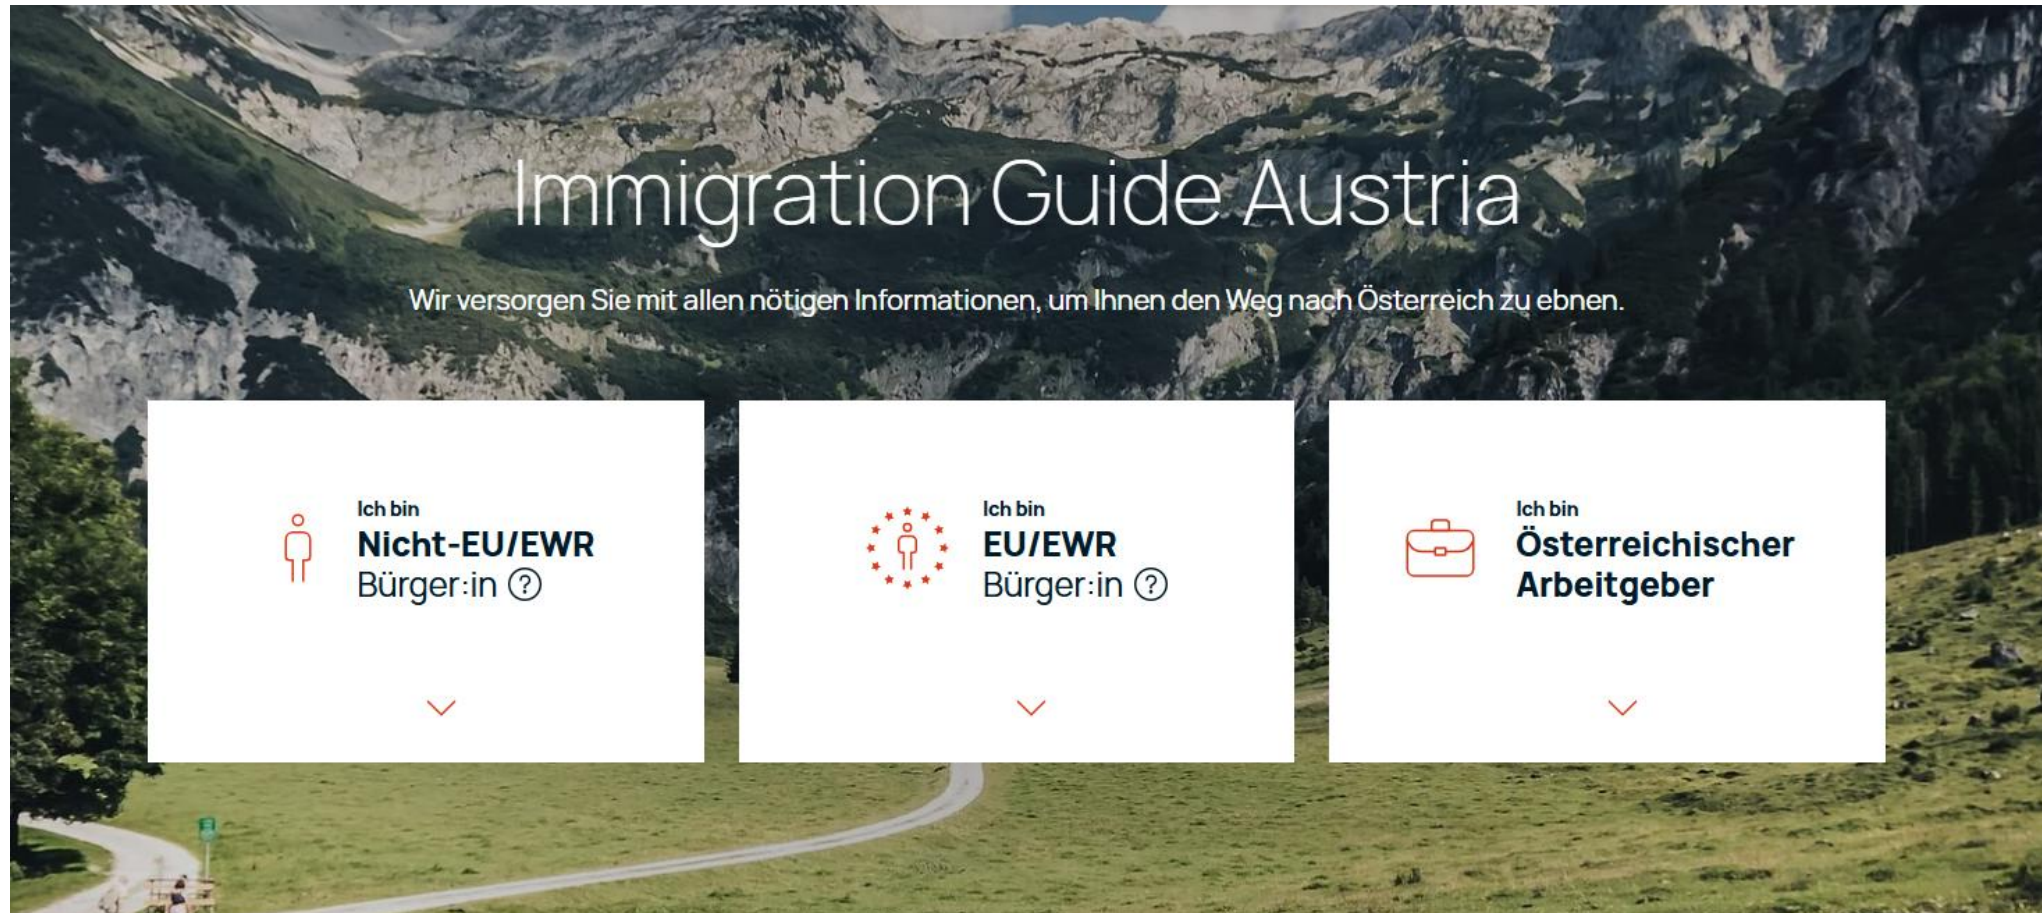 Immigration Guide Austria
Wir versorgen Sie mit allen nötigen Informationen, um Ihnen den Weg nach Österreich zu ebnen.
Ich bin
Nicht-EU/EWR
Bürger:in ?
Ich bin
EU/EWR
Bürger:in ?
Ich bin
Österreichischer
Arbeitgeber